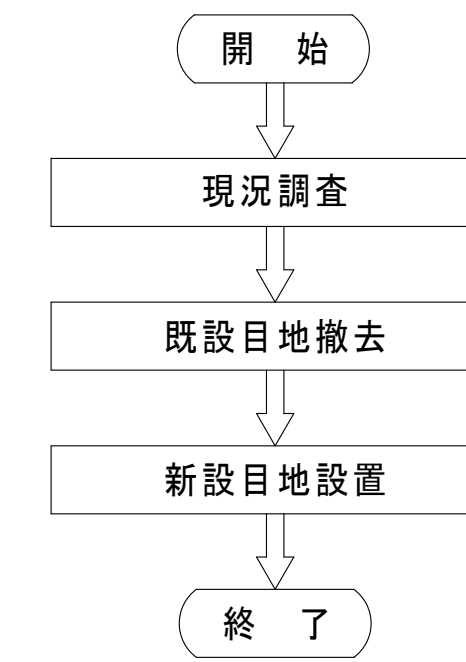 開　始
現況調査
既設目地撤去
新設目地設置
終　了